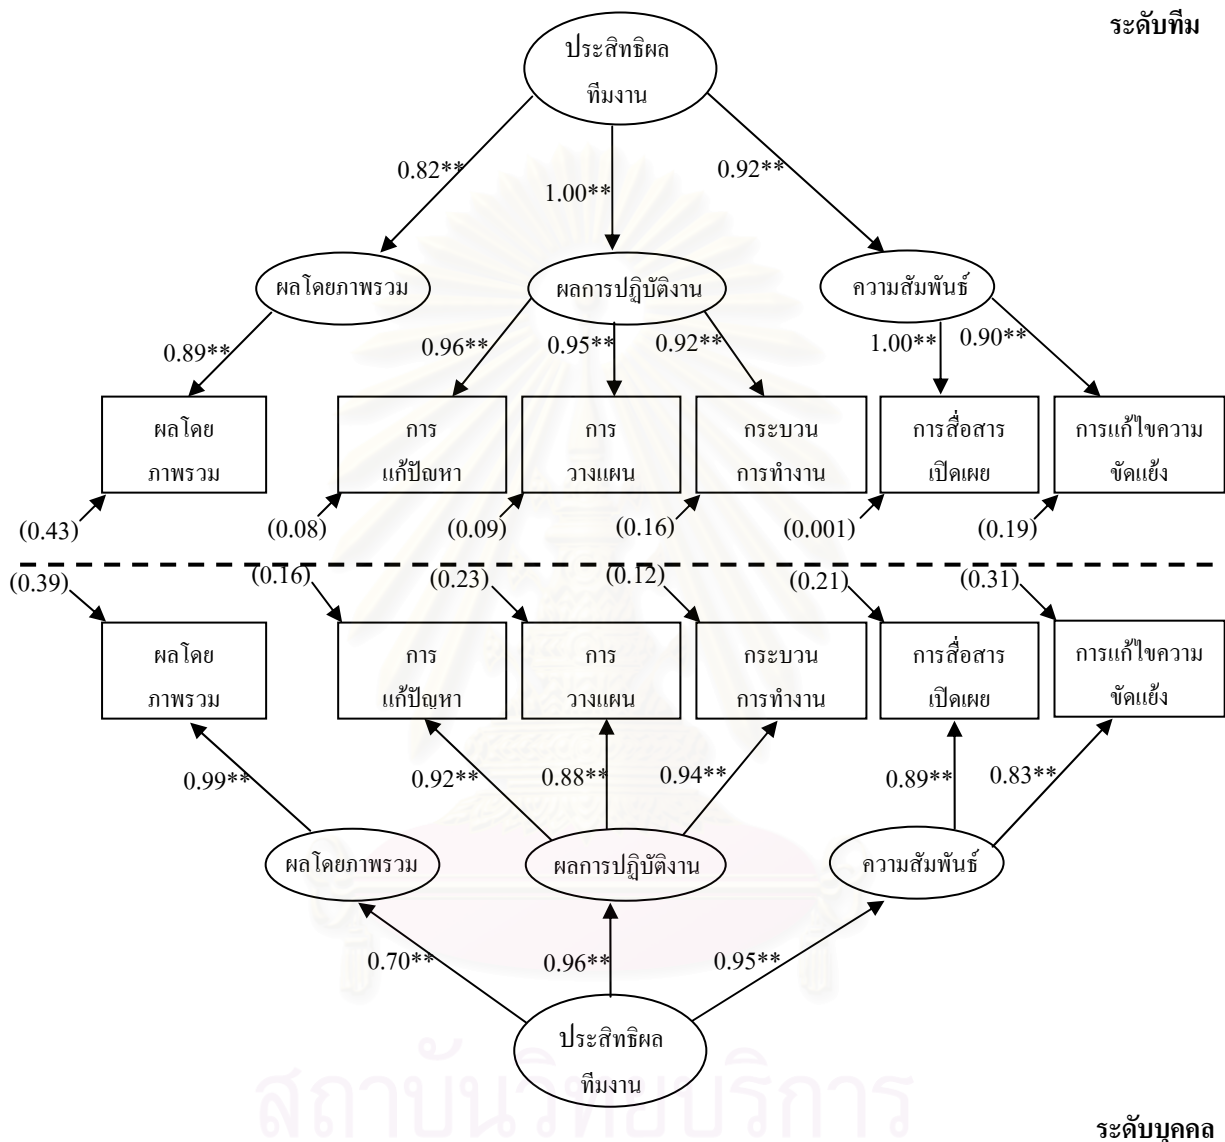 ระดับทีม
ประสิทธิผล
ทีมงาน
0.82**
1.00**
0.92**
ผลโดยภาพรวม
ผลการปฏิบัติงาน
ความสัมพันธ์
0.89**
0.96**
0.95**
0.92**
1.00**
0.90**
ผลโดย
ภาพรวม
การ
แก้ปัญหา
การ
วางแผน
กระบวน
การทำงาน
การสื่อสาร
เปิดเผย
การแก้ไขความ
ขัดแย้ง
(0.43)
(0.08)
(0.09)
(0.16)
(0.001)
(0.19)
(0.39)
(0.16)
(0.23)
(0.12)
(0.21)
(0.31)
ผลโดย
ภาพรวม
การ
แก้ปัญหา
การ
วางแผน
กระบวน
การทำงาน
การสื่อสาร
เปิดเผย
การแก้ไขความ
ขัดแย้ง
0.99**
0.92**
0.88**
0.94**
0.89**
0.83**
ผลโดยภาพรวม
ผลการปฏิบัติงาน
ความสัมพันธ์
0.70**
0.96**
0.95**
ประสิทธิผล
ทีมงาน
สถาบันวิทยบริการ
ระดับบุคคล